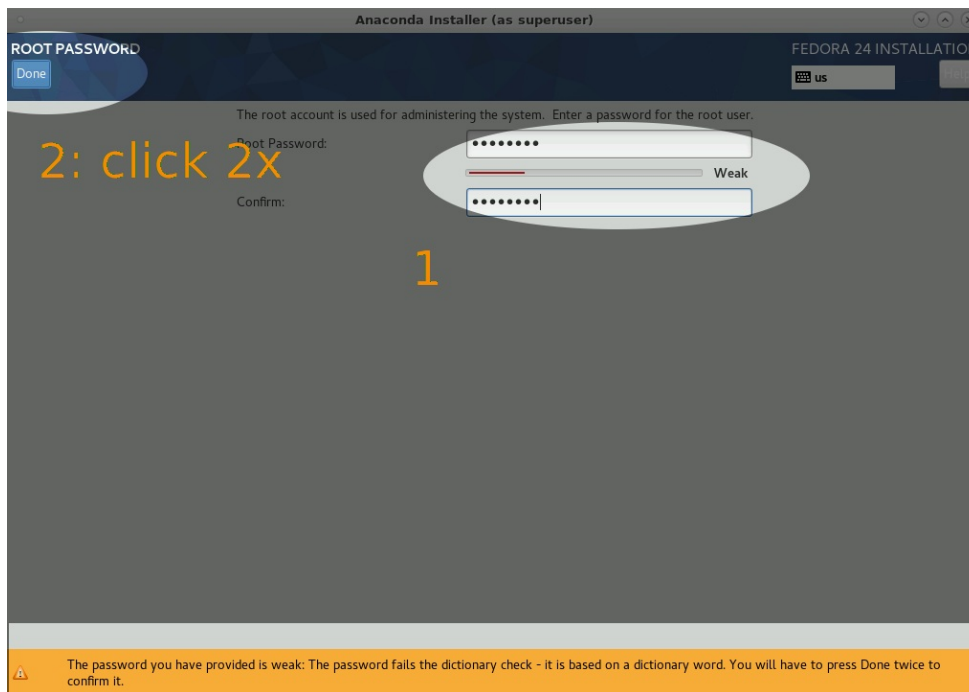 Anaconda Installer (as superuser)
ROOT PASSWORD
FEDORA 24 INSTALLATIO
Done
us
Help
The root account is used for administering the system. Enter a password for the root user.
Root Password:
••••••••
2: click 2x
Weak
Confirm:
••••••••
1
The password you have provided is weak: The password fails the dictionary check - it is based on a dictionary word. You will have to press Done twice to
confirm it.